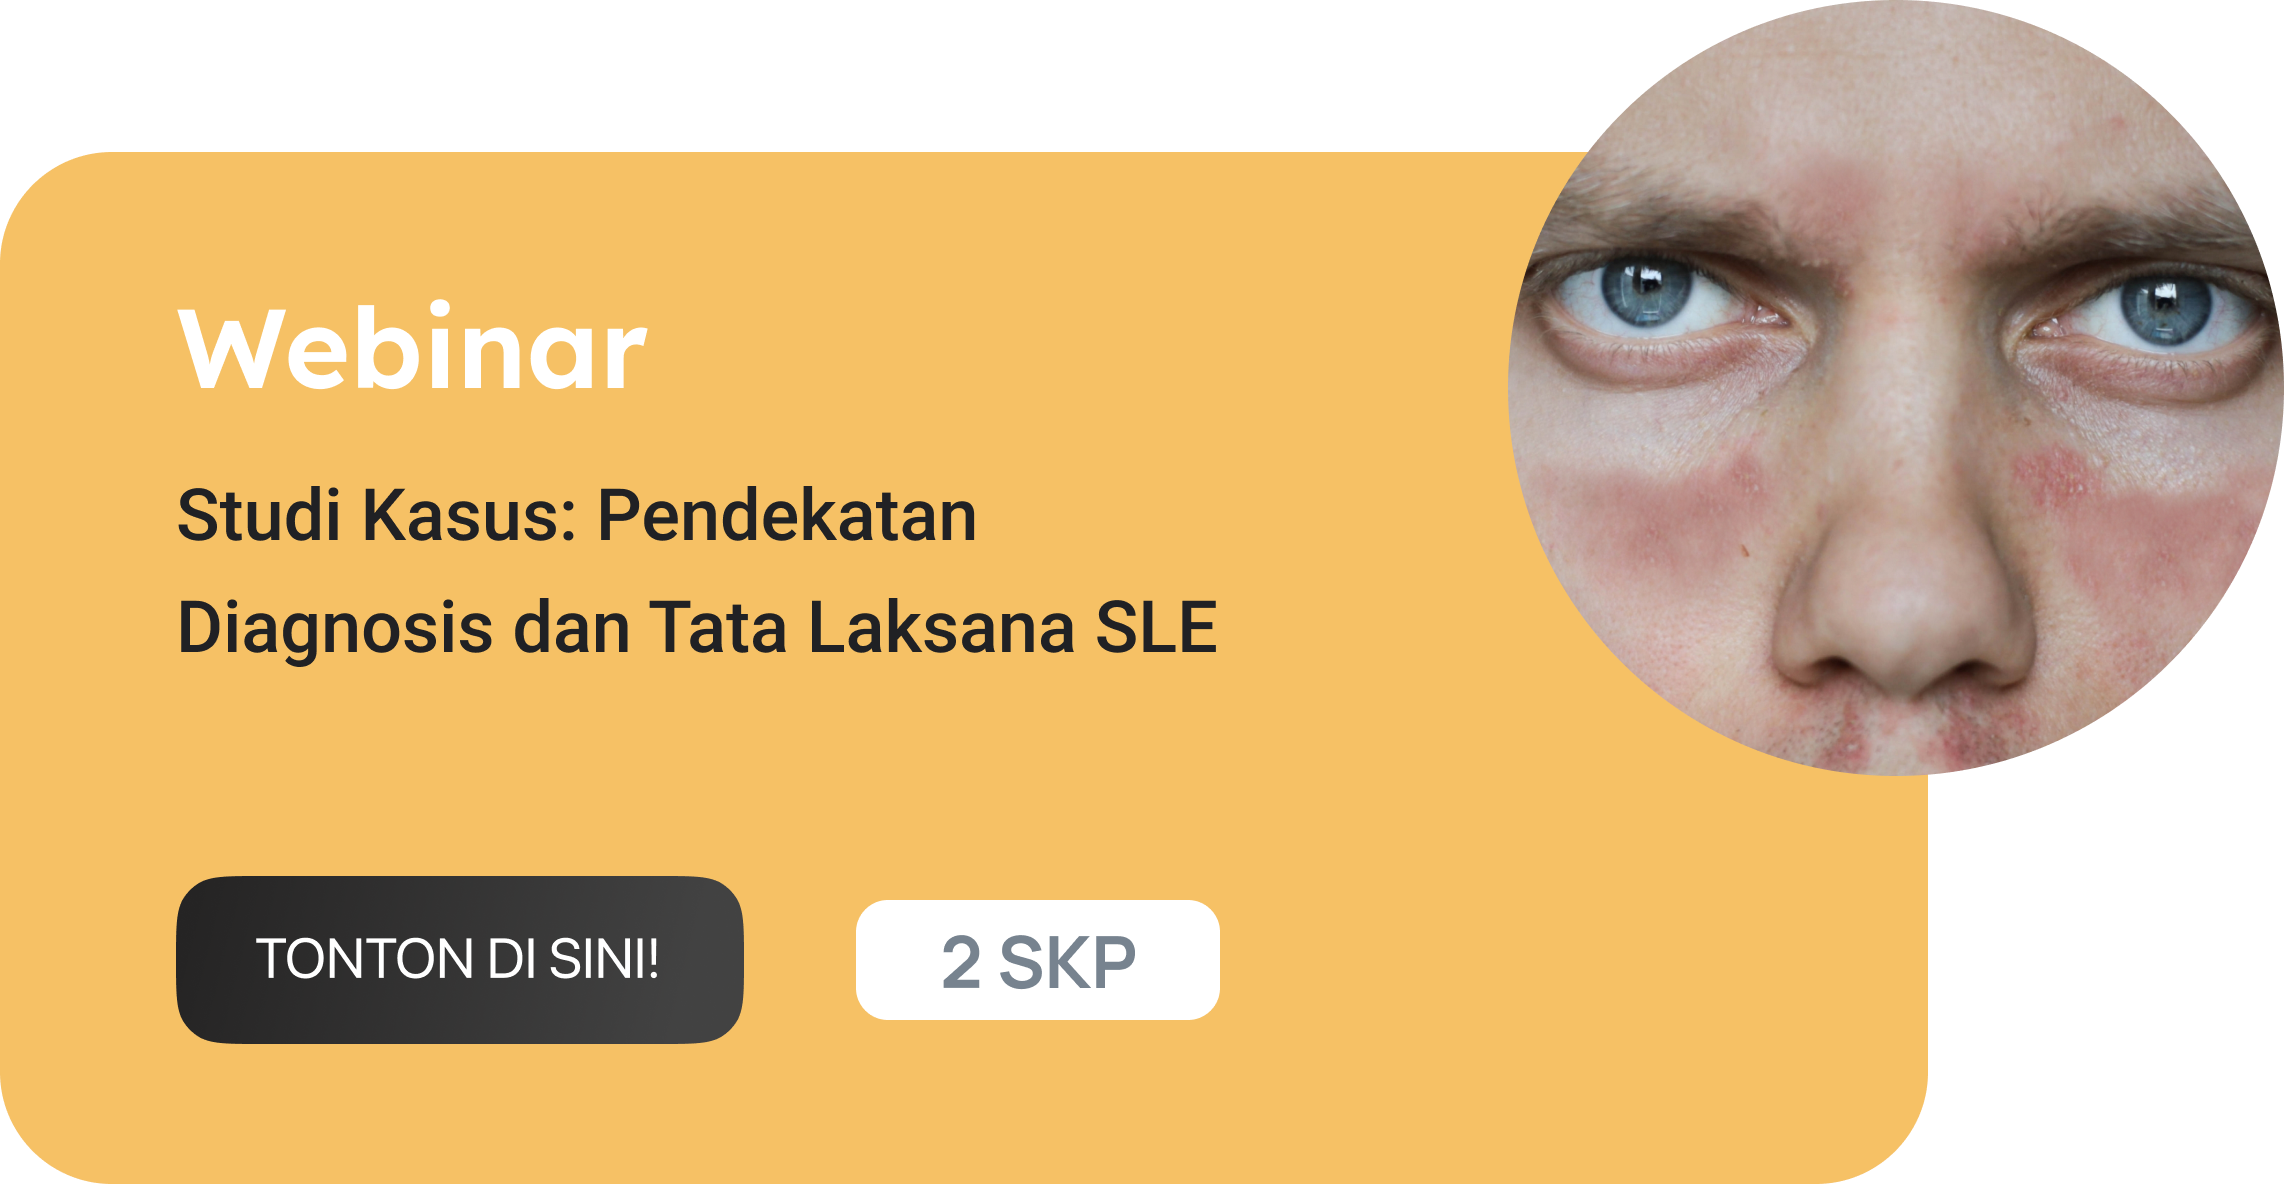 Webinar
Studi Kasus: Pendekatan
Diagnosis dan Tata Laksana SLE
TONTON DI SINI!
2 SKP